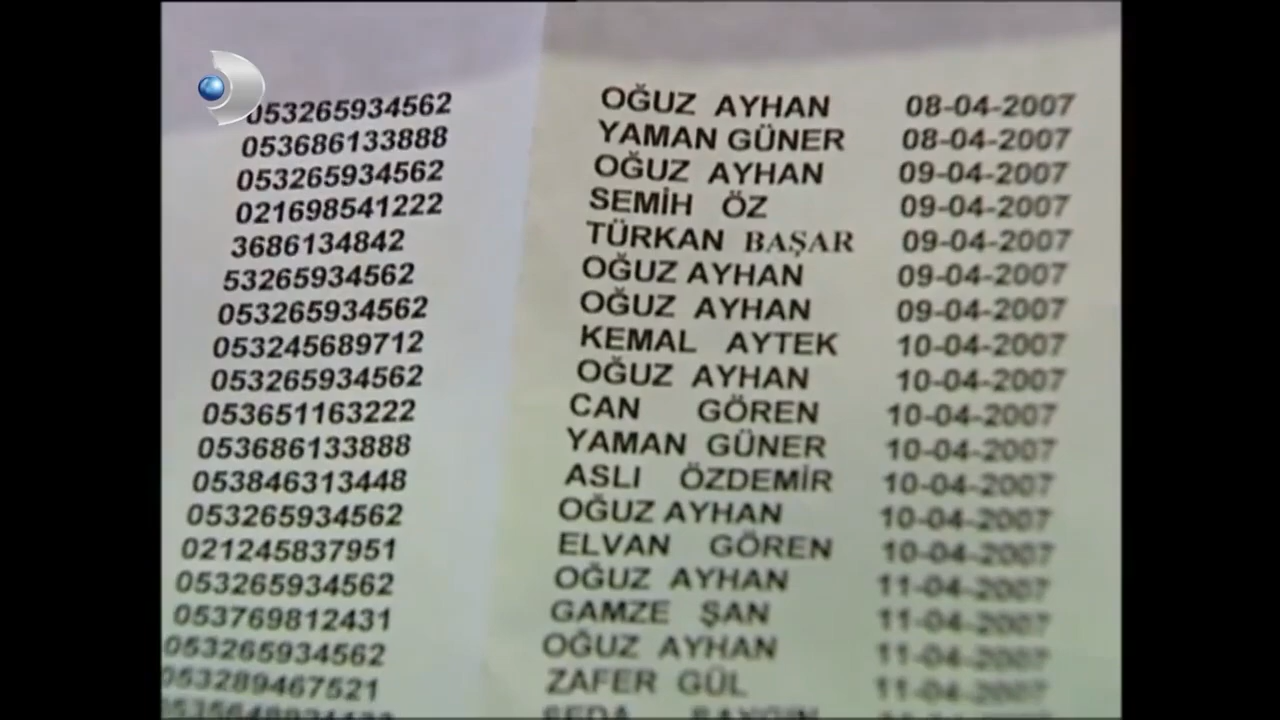 053265934562 OĞUZ AYHAN 08-04-2007
053686133888 YAMAN GÜNER 08-04-2007
053265934562 OĞUZ AYHAN 09-04-2007
021698541222 SEMİH ÖZ 09-04-2007
3686134842 TÜRKAN BAŞAR 09-04-2007
53265934562 OĞUZ AYHAN 09-04-2007
053265934562 OĞUZ AYHAN 09-04-2007
053245689712 KEMAL AYTEK 10-04-2007
053265934562 OĞUZ AYHAN 10-04-2007
053651163222 CAN GÖREN 10-04-2007
053686133888 YAMAN GÜNER 10-04-2007
053846313448 ASLI ÖZDEMİR 10-04-2007
053265934562 OĞUZ AYHAN 10-04-2007
021245837951 ELVAN GÖREN 10-04-2007
053265934562 OĞUZ AYHAN 11-04-2007
053769812431 GAMZE ŞAN 11-04-2007
053265934562 OĞUZ AYHAN 11-04-2007
053289467521 ZAFER GÜL 11-04-2007